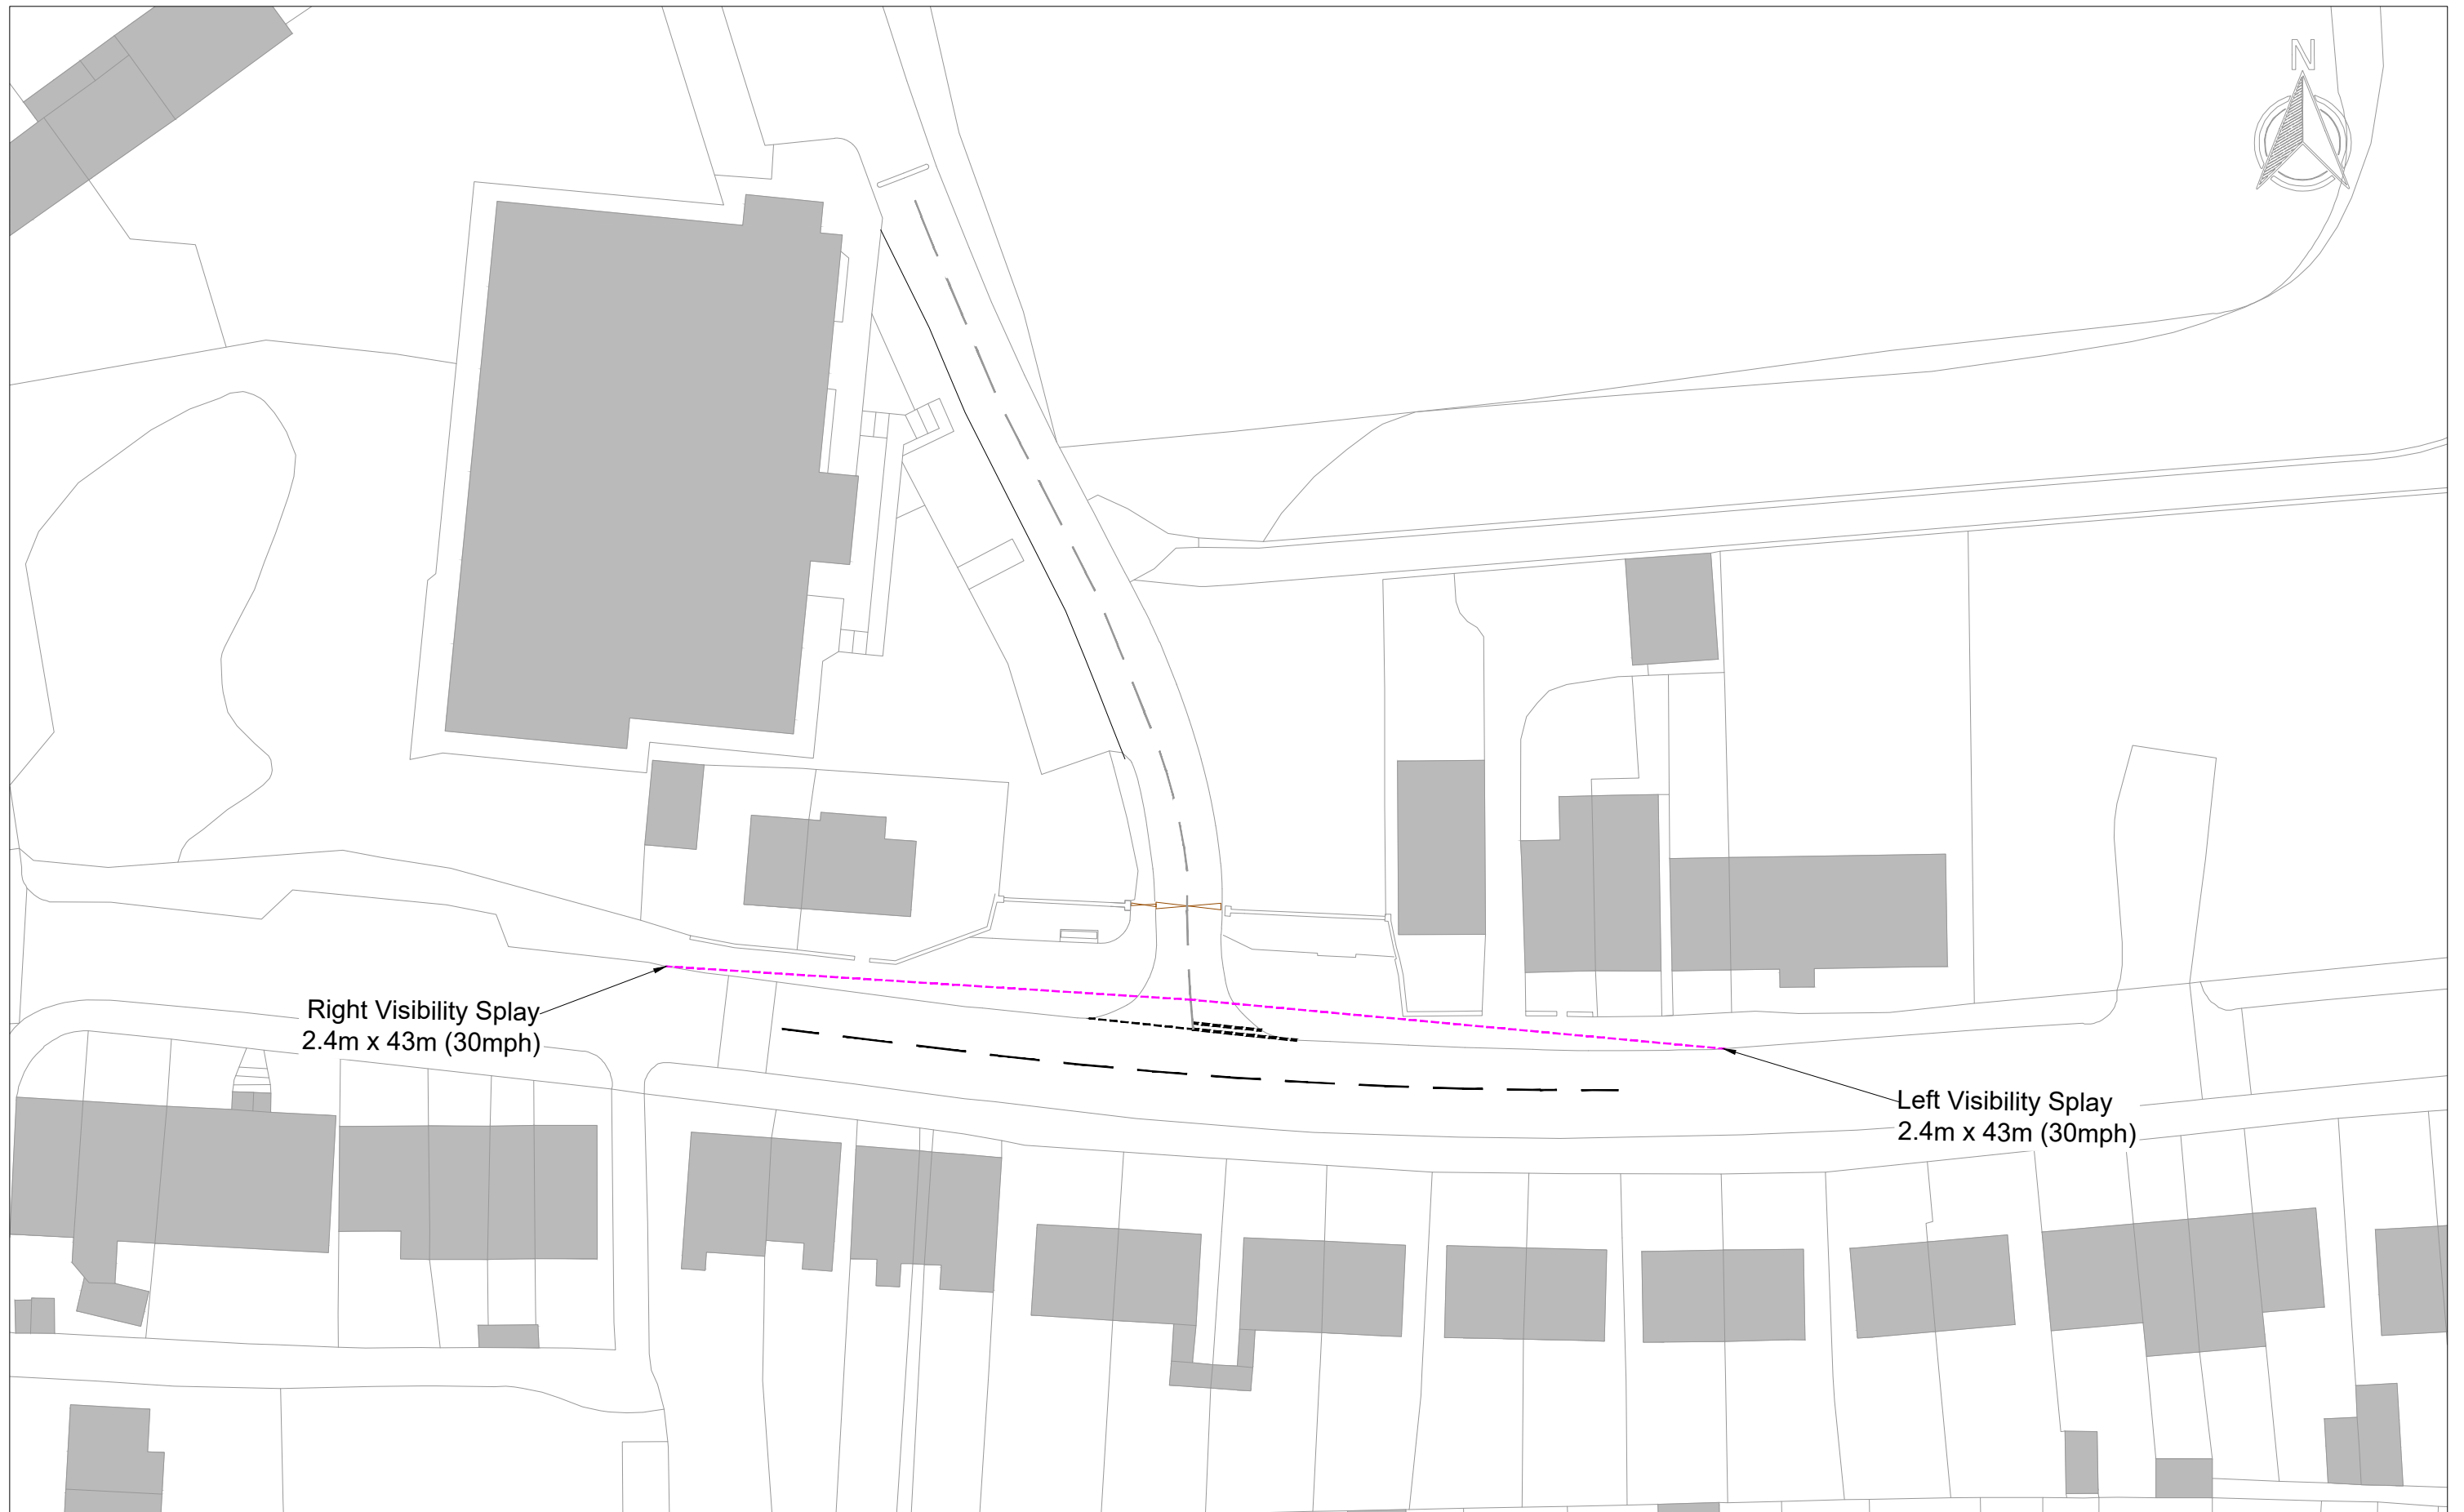 N
Right Visibility Splay
2.4m x 43m (30mph)
Left Visibility Splay
2.4m x 43m (30mph)